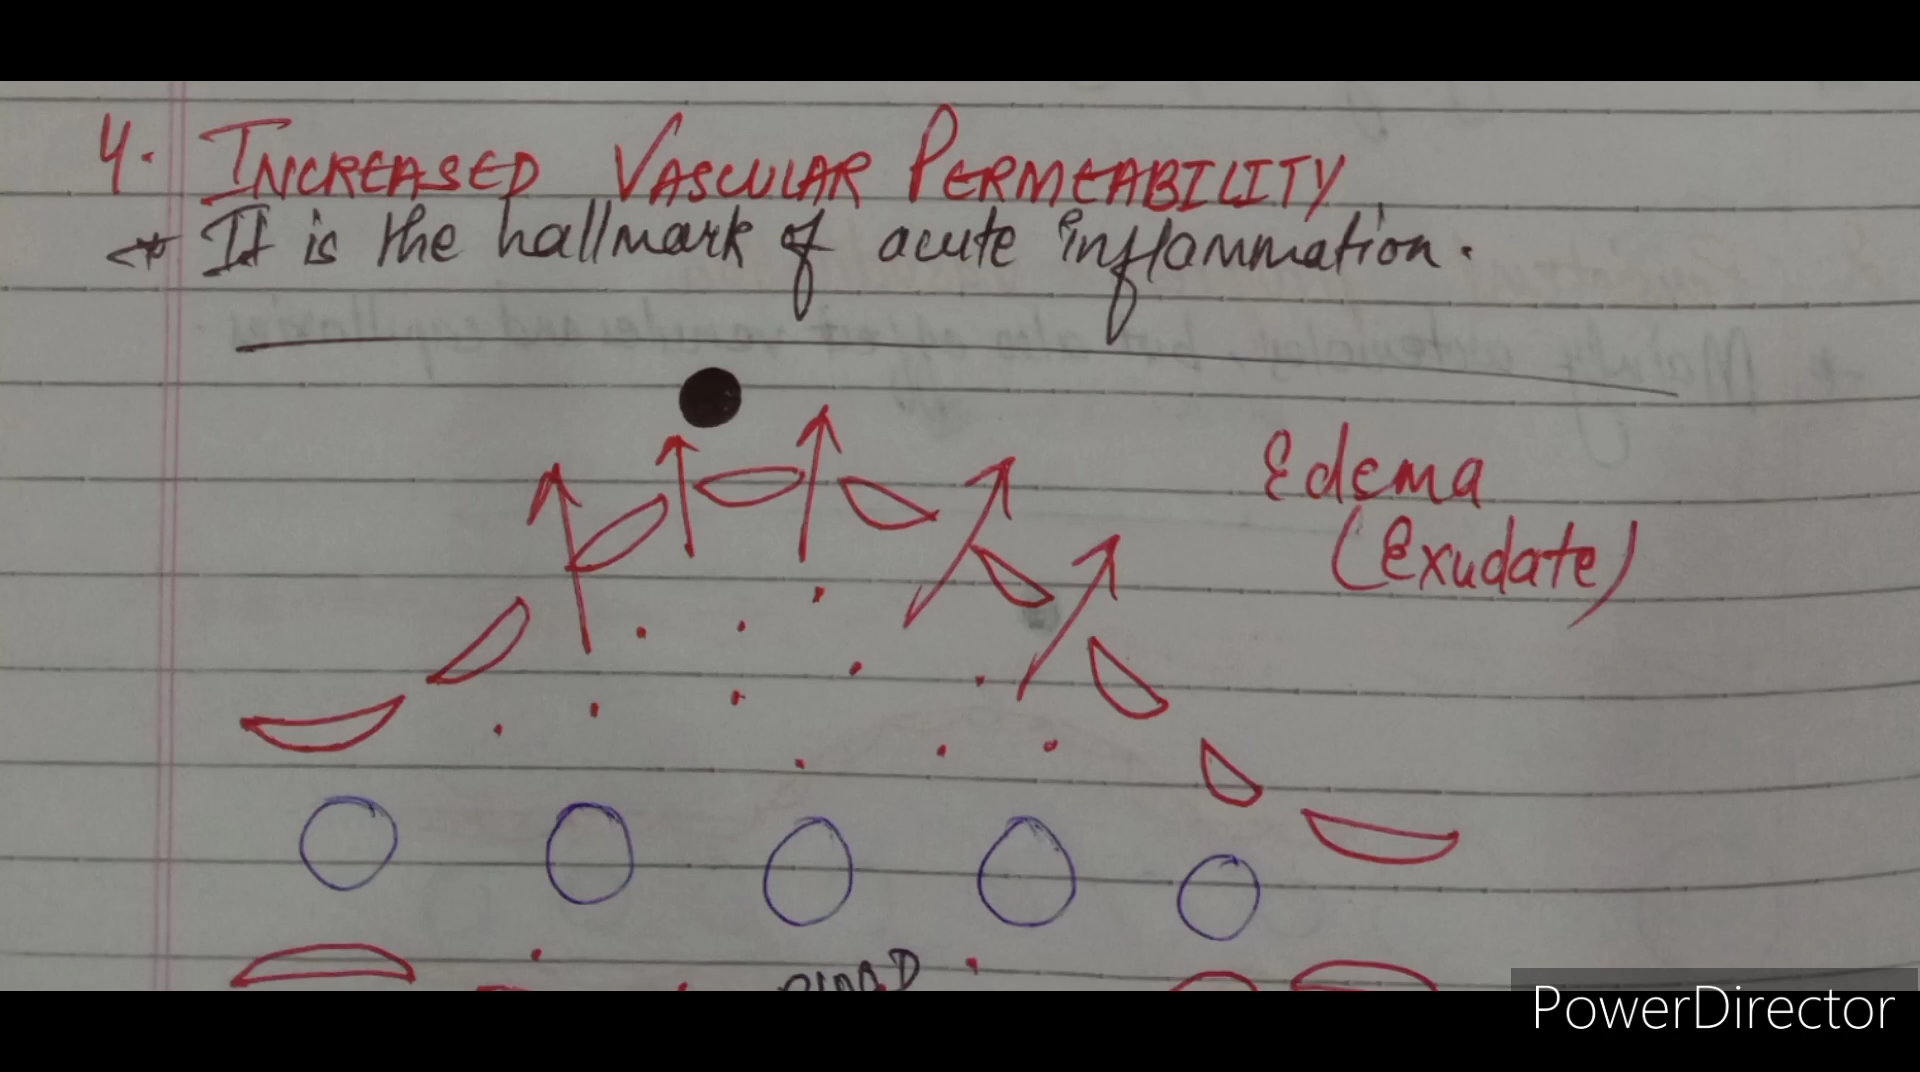 4. INCREASED VASCULAR PERMEABILITY
* It is the hallmark of acute inflammation.
Edema
(exudate)
PowerDirector